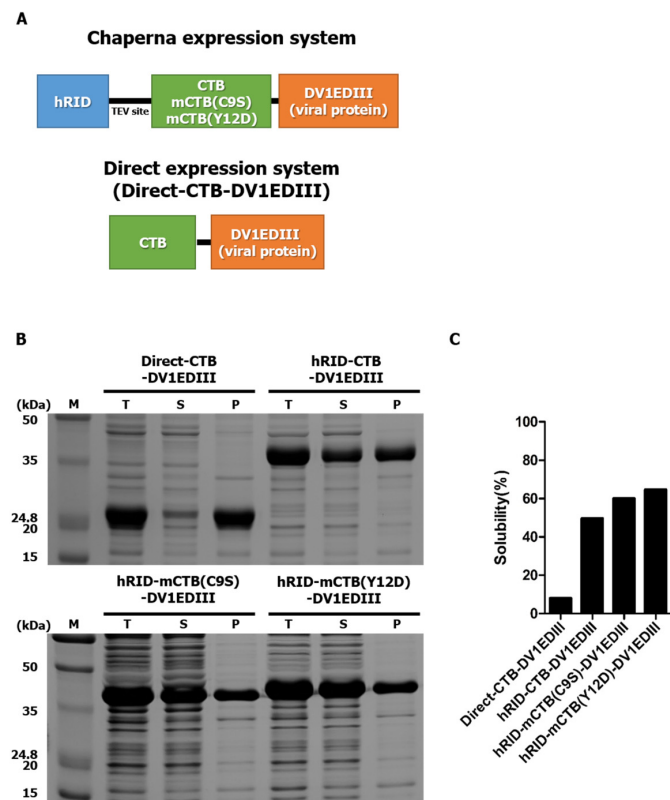 A
Chaperna expression system
hRID
TEV site
CTB
mCTB(C9S)
mCTB(Y12D)
DV1EDIII
(viral protein)
Direct expression system
(Direct-CTB-DV1EDIII)
CTB
DV1EDIII
(viral protein)
B
Direct-CTB
-DV1EDIII
hRID-CTB
-DV1EDIII
(kDa) M T S P T S P
50
35
24.8
20
15
hRID-mCTB(C9S)
-DV1EDIII
hRID-mCTB(Y12D)
-DV1EDIII
(kDa) M T S P T S P
50
35
24.8
20
15
C
Solubility(%)
100
80
60
40
20
0
Direct-CTB-DV1EDIII
hRID-CTB-DV1EDIII
hRID-mCTB(C9S)-DV1EDIII
hRID-mCTB(Y12D)-DV1EDIII